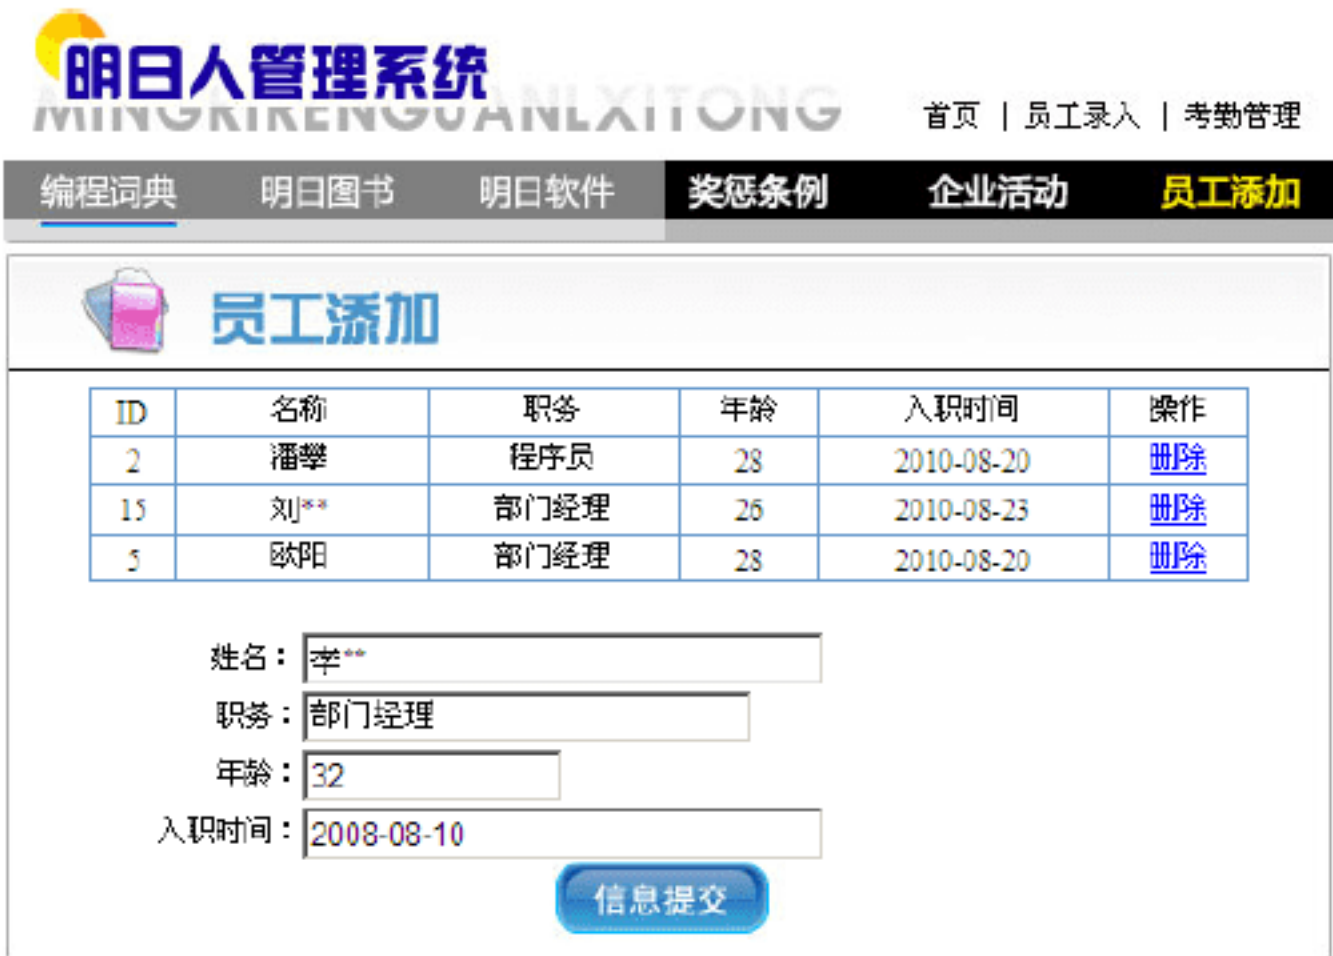 明日人管理系统
MINGRIRENGUANLXITONG
首页 | 员工录入 | 考勤管理
编程词典 明日图书 明日软件 奖惩条例 企业活动 员工添加
员工添加
ID 名称 职务 年龄 入职时间 操作
2 潘攀 程序员 28 2010-08-20 删除
15 刘** 部门经理 26 2010-08-23 删除
5 欧阳 部门经理 28 2010-08-20 删除
姓名：李**
职务：部门经理
年龄：32
入职时间：2008-08-10
信息提交